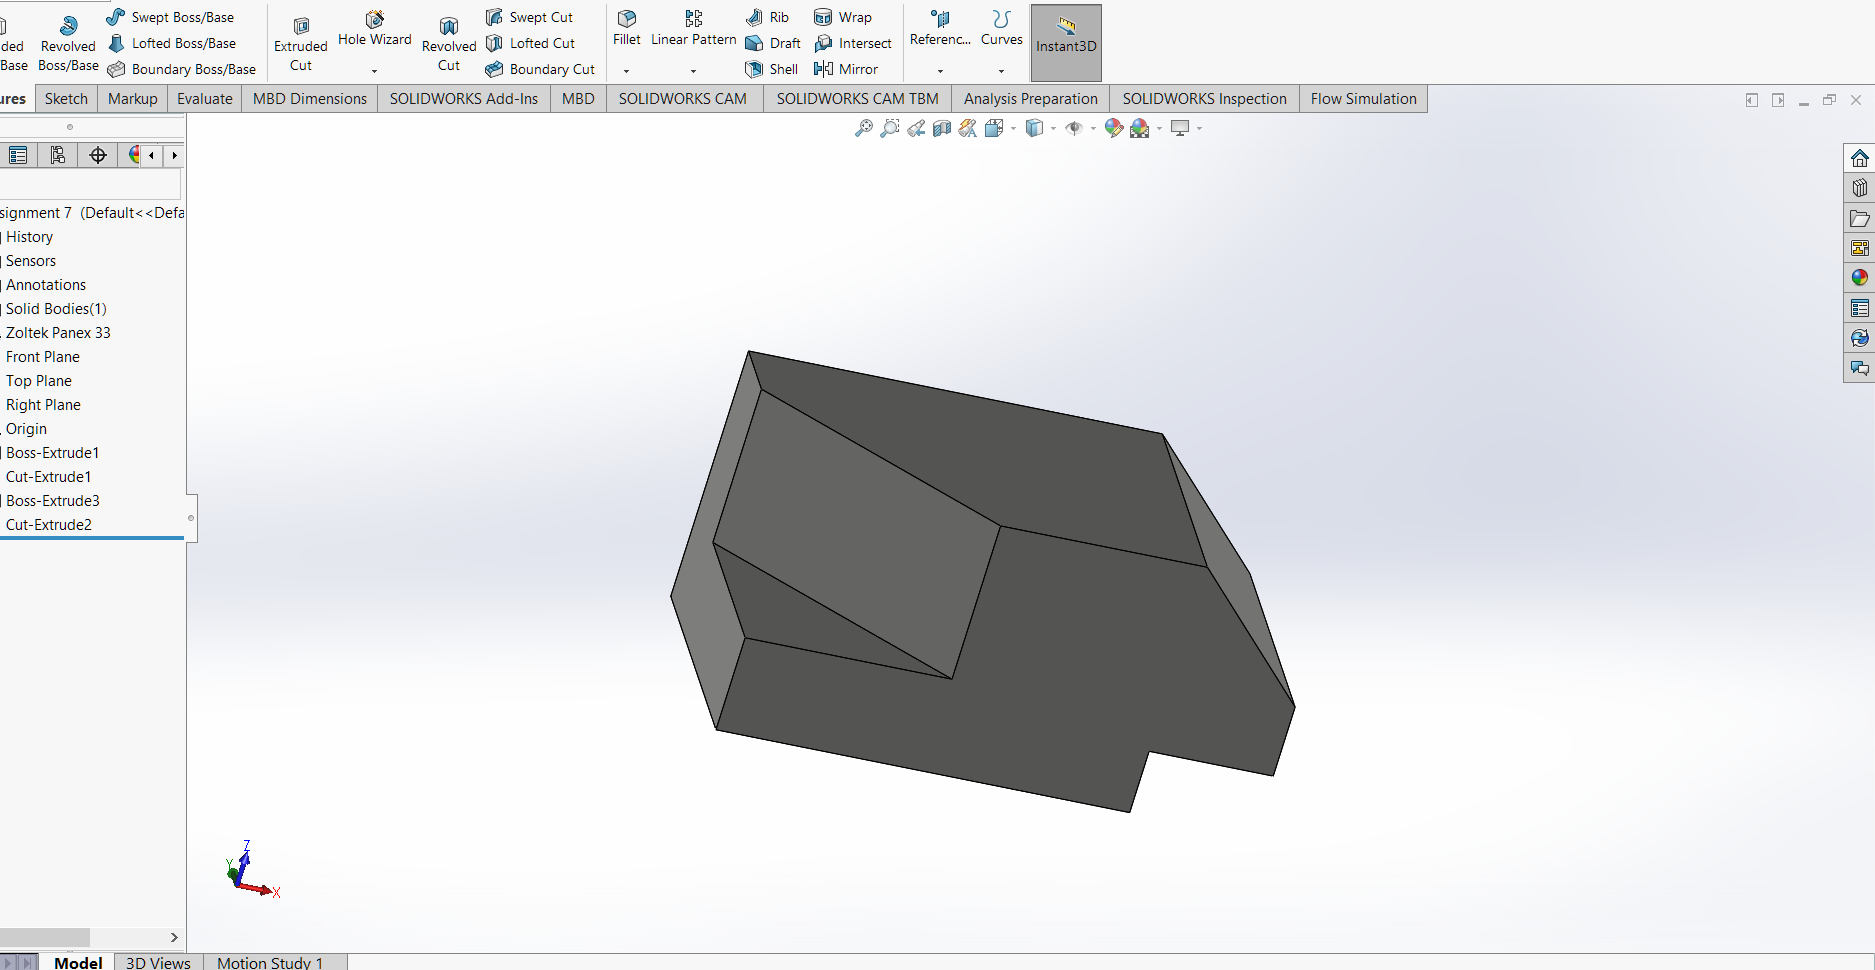 Swept Boss/Base
Swept Cut
Rib
Wrap
ded
Revolved
Lofted Boss/Base
Extruded
Hole Wizard
Revolved
Lofted Cut
Fillet
Linear Pattern
Draft
Intersect
Referenc...
Curves
Instant3D
Base
Boss/Base
Boundary Boss/Base
Cut
Cut
Boundary Cut
Shell
Mirror
ures
Sketch
Markup
Evaluate
MBD Dimensions
SOLIDWORKS Add-Ins
MBD
SOLIDWORKS CAM
SOLIDWORKS CAM TBM
Analysis Preparation
SOLIDWORKS Inspection
Flow Simulation
signment 7 (Default<<Defa
History
Sensors
Annotations
Solid Bodies(1)
Zoltek Panex 33
Front Plane
Top Plane
Right Plane
Origin
Boss-Extrude1
Cut-Extrude1
Boss-Extrude3
Cut-Extrude2
Z
Y
X
Model
3D Views
Motion Study 1